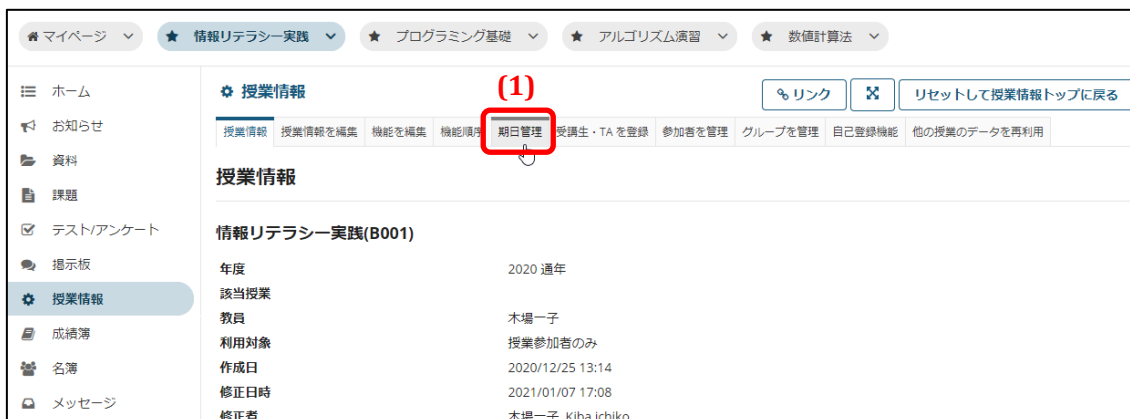 マイページ 情報リテラシー実践 プログラミング基礎 アルゴリズム演習 数値計算法
ホーム
お知らせ
資料
課題
テスト/アンケート
掲示板
授業情報
成績簿
名簿
メッセージ
授業情報
(1)
リンク リセットして授業情報トップに戻る
授業情報 授業情報を編集 機能を編集 機能順序 期日管理 受講生・TA を登録 参加者を管理 グループを管理 自己登録機能 他の授業のデータを再利用
授業情報
情報リテラシー実践(B001)
年度 2020 通年
該当授業
教員 木場一子
利用対象 授業参加者のみ
作成日 2020/12/25 13:14
修正日時 2021/01/07 17:08
修正者 木場一子 Kiba ichiko